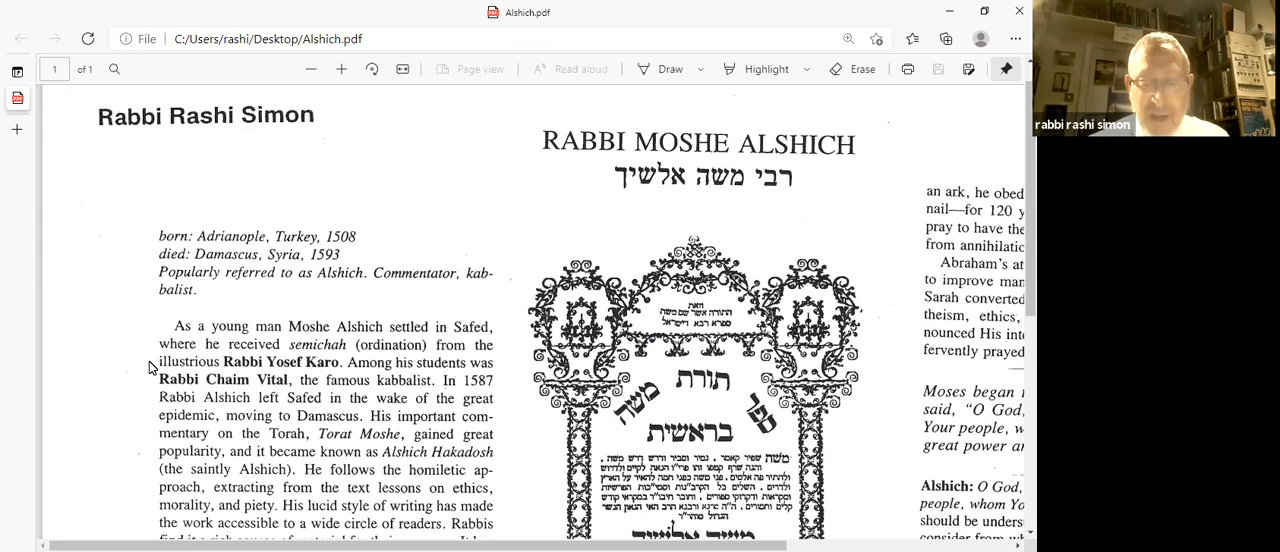 Alshich.pdf
File
C:/Users/rashi/Desktop/Alshich.pdf
1 of 1
Page view
Read aloud
Draw
Highlight
Erase
rabbi rashi simon
Rabbi Rashi Simon
born: Adrianople, Turkey, 1508
died: Damascus, Syria, 1593
Popularly referred to as Alshich. Commentator, kab-
balist.
As a young man Moshe Alshich settled in Safed,
where he received semichah (ordination) from the
illustrious Rabbi Yosef Karo. Among his students was
Rabbi Chaim Vital, the famous kabbalist. In 1587
Rabbi Alshich left Safed in the wake of the great
epidemic, moving to Damascus. His important com-
mentary on the Torah, Torat Moshe, gained great
popularity, and it became known as Alshich Hakadosh
(the saintly Alshich). He follows the homiletic ap-
proach, extracting from the text lessons on ethics,
morality, and piety. His lucid style of writing has made
the work accessible to a wide circle of readers. Rabbis
RABBI MOSHE ALSHICH
רבי משה אלשיך
וזאת
התורה אשר שם משה
ספר
תורת
משה
בראשית
an ark, he obed
nail—for 120 y
pray to have the
from annihilatic
Abraham's at
to improve man
Sarah converted
theism, ethics,
nounced His inte
fervently prayed
Moses began
said, "O God,
Your people, w
great power an
Alshich: O God,
people, whom Yo
should be unders
consider from wh